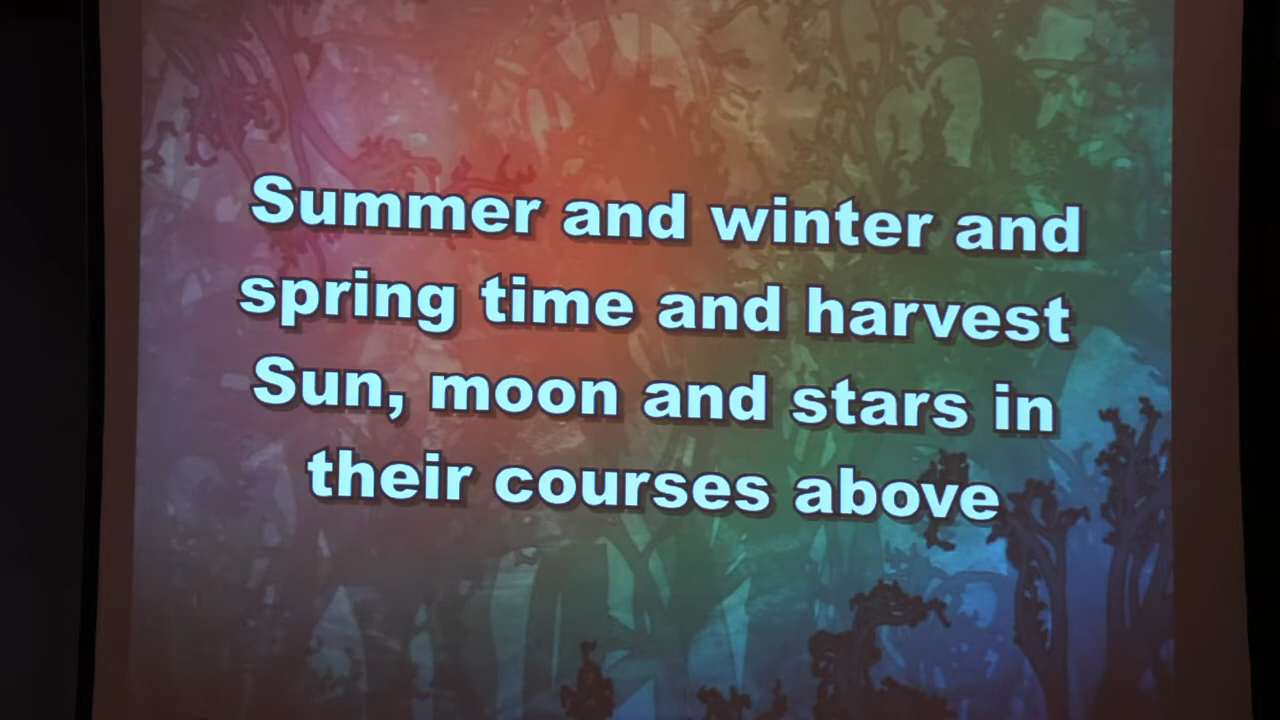 Summer and winter and
spring time and harvest
Sun, moon and stars in
their courses above